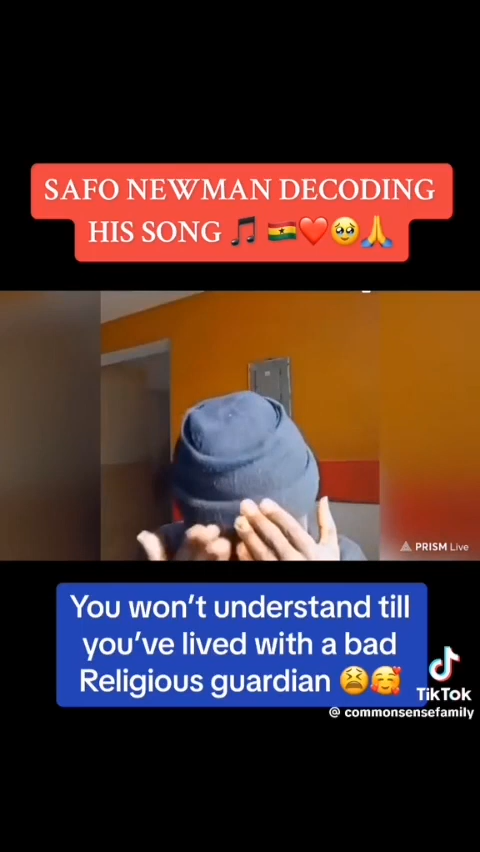 SAFO NEWMAN DECODING
HIS SONG 🎵 🇬🇭❤️🥹🙏
PRISM Live
You won’t understand till
you’ve lived with a bad
Religious guardian 😫🥰
TikTok
@ commonsensefamily